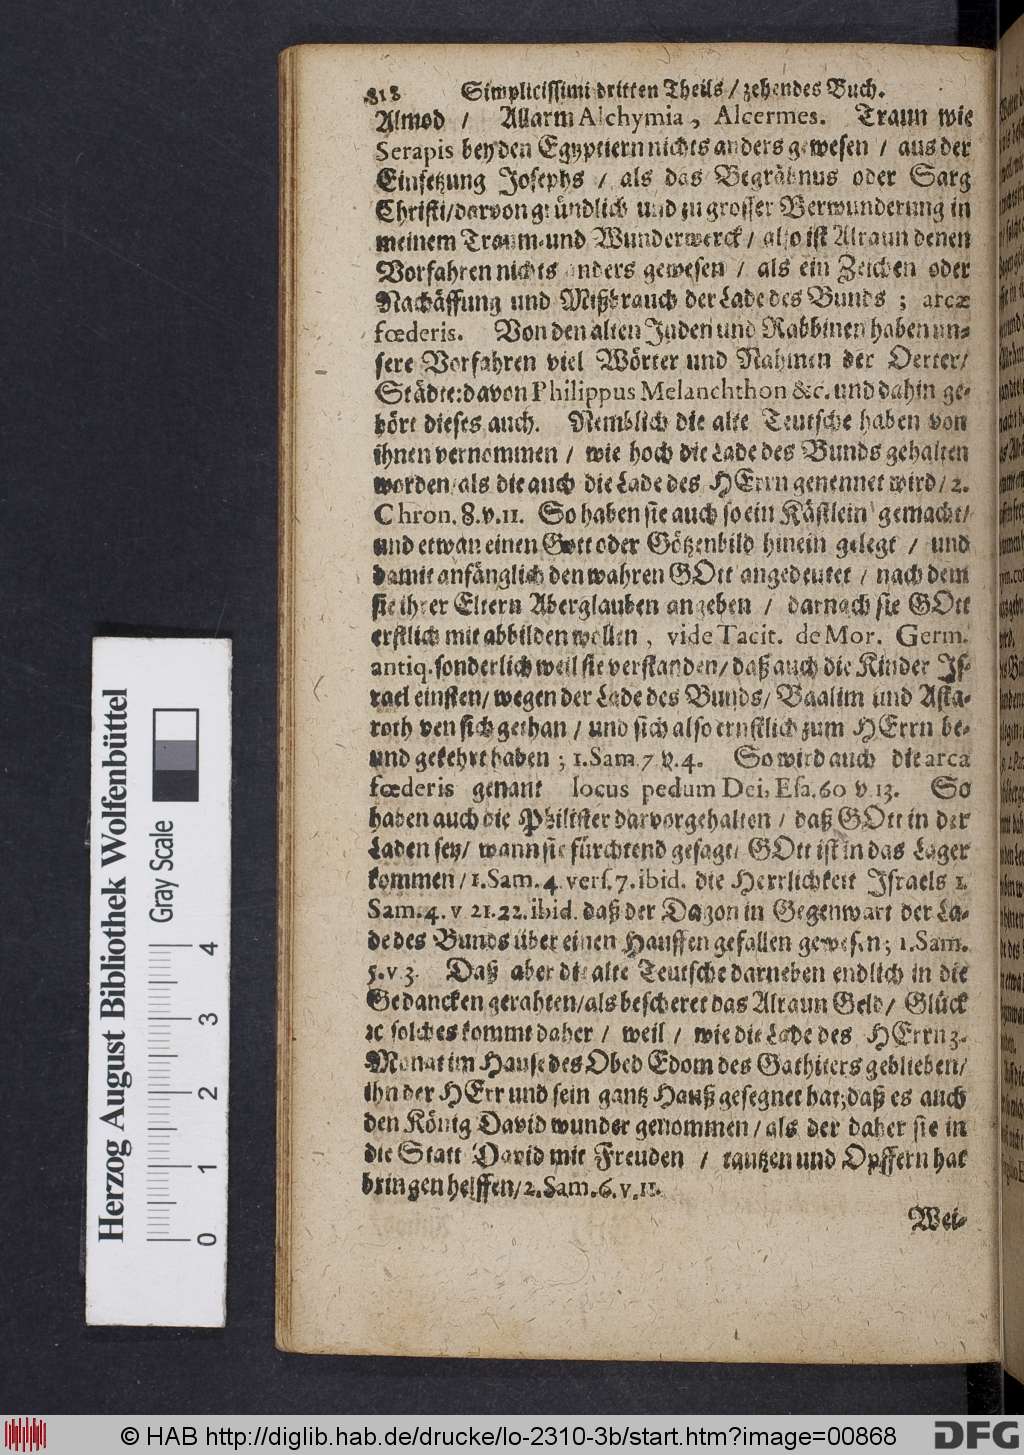 818 Simplicissimi dritten Theils / zehendes Buch.
Almod / Allarm Alchymia, Alcermes. Traun wie
Serapis bey den Egyptiern nichts anders gewesen / aus der
Einsetzung Josephs / als das Begräbnus oder Sarg
Christi/ darvon gründlich und zu grosser Verwunderung in
meinem Traum- und Wunderwerck / also ist Alraun denen
Vorfahren nichts anders gewesen / als ein Zeichen oder
Nachäffung und Mißbrauch der Lade des Bunds ; arcæ
fœderis. Von den alten Juden und Rabbinen haben un-
sere Vorfahren viel Wörter und Nahmen der Oerter/
Städte: davon Philippus Melanchthon &c. und dahin ge-
hört dieses auch. Nemblich die alte Teutsche haben von
ihnen vernommen / wie hoch die Lade des Bunds gehalten
worden/ als die auch die Lade des HErrn genennet wird / 2.
Chron. 8. v. 11. So haben sie auch so ein Kästlein gemacht/
und etwan einen Gott oder Götzenbild hinein gelegt / und
damit anfänglich den wahren GOtt angedeutet / nach dem
sie ihrer Eltern Aberglauben angeben / darnach sie GOtt
erstlich mit abbilden wollen, vide Tacit. de Mor. Germ.
antiq. sonderlich weil sie verstanden/ daß auch die Kinder Js-
rael einsten/ wegen der Lade des Bunds/ Baalim und Asta-
roth von sich gethan / und sich also ernstlich zum HErrn be-
und gekehrt haben ; 1. Sam. 7. v. 4. So wird auch die arca
fœderis genant locus pedum Dei, Esa. 60 v. 13. So
haben auch die Philister darvorgehalten / daß GOtt in der
Laden sey/ wann sie fürchtend gesagt/ GOtt ist in das Lager
kommen / 1. Sam. 4. vers. 7. ibid. die Herrlichkeit Jsraels 1.
Sam. 4. v 21. 22. ibid. daß der Dagon in Gegenwart der La-
de des Bunds über einen Hauffen gefallen gewesen; 1. Sam.
5. v 3. Daß aber die alte Teutsche darneben endlich in die
Gedancken gerahten/ als bescheret das Alraun Geld/ Glück
ꝛc solches kommt daher / weil / wie die Lade des HErrn 3.
Monat im Hause des Obed Edom des Gathiters geblieben/
ihn der HErr und sein gantz Hauß gesegnet hat; daß es auch
den König David wunder genommen / als der daher sie in
die Statt David mit Freuden / tantzen und Opffern hat
bringen helffen/ 2. Sam. 6. v. 11.
Wei-
Herzog August Bibliothek Wolfenbüttel
Gray Scale
0 1 2 3 4
© HAB http://diglib.hab.de/drucke/lo-2310-3b/start.htm?image=00868
DFG